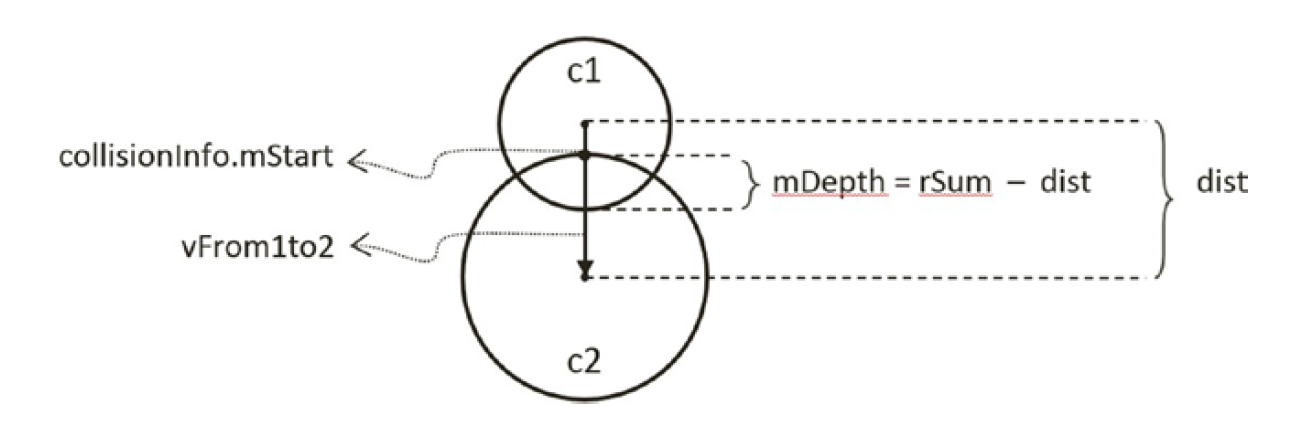 c1
collisionInfo.mStart
mDepth = rSum – dist
dist
vFrom1to2
c2